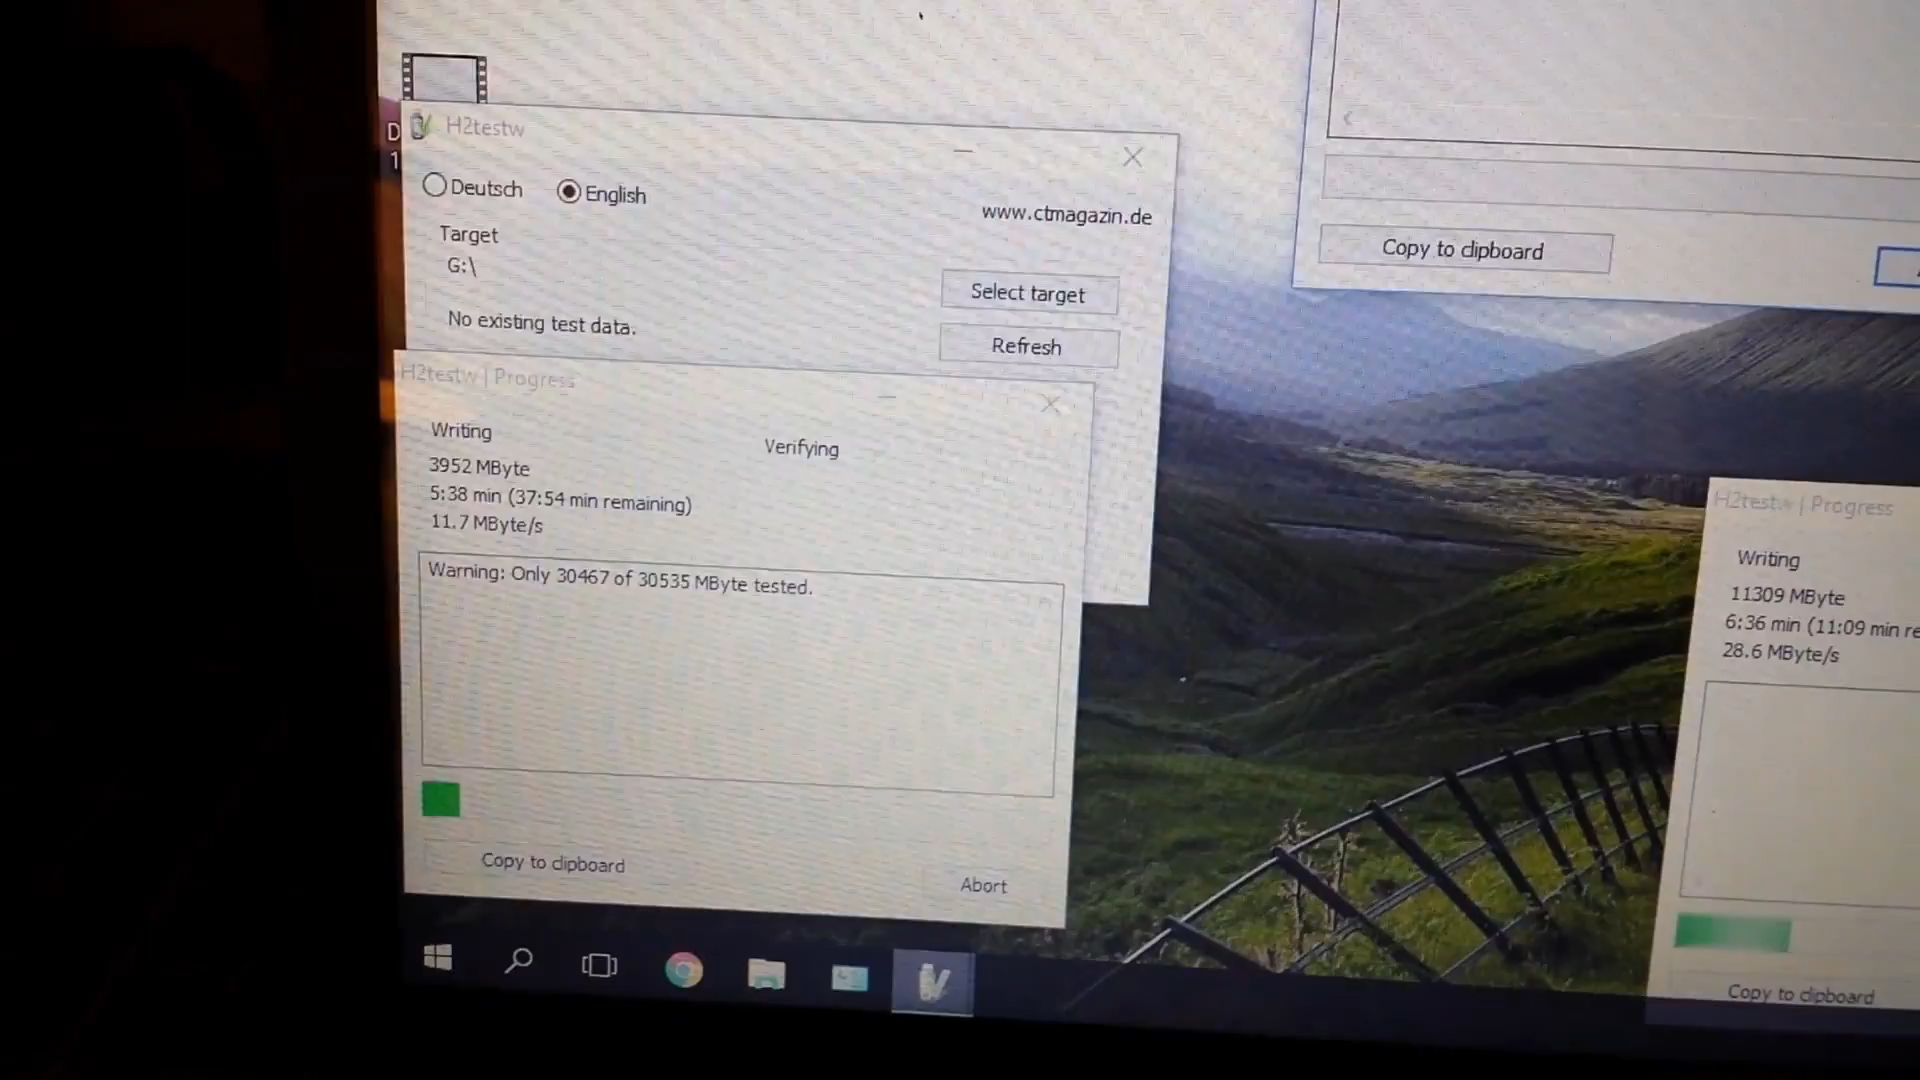 D
1
H2testw
Deutsch
English
www.ctmagazin.de
Target
G:\
Select target
No existing test data.
Refresh
H2testw | Progress
Writing
Verifying
3952 MByte
5:38 min (37:54 min remaining)
11.7 MByte/s
Warning: Only 30467 of 30535 MByte tested.
Copy to clipboard
Abort
Copy to clipboard
H2testw | Progress
Writing
11309 MByte
6:36 min (11:09 min re
28.6 MByte/s
Copy to clipboard